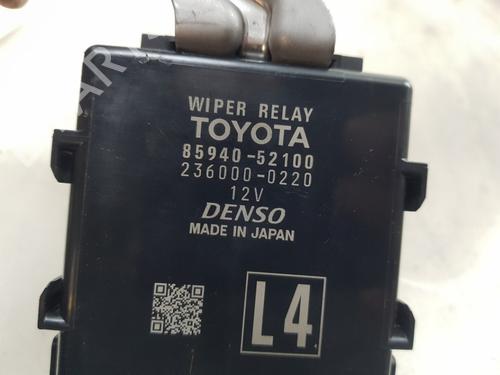 WIPER RELAY
TOYOTA
85940-52100
236000-0220
12V
DENSO
MADE IN JAPAN
L4